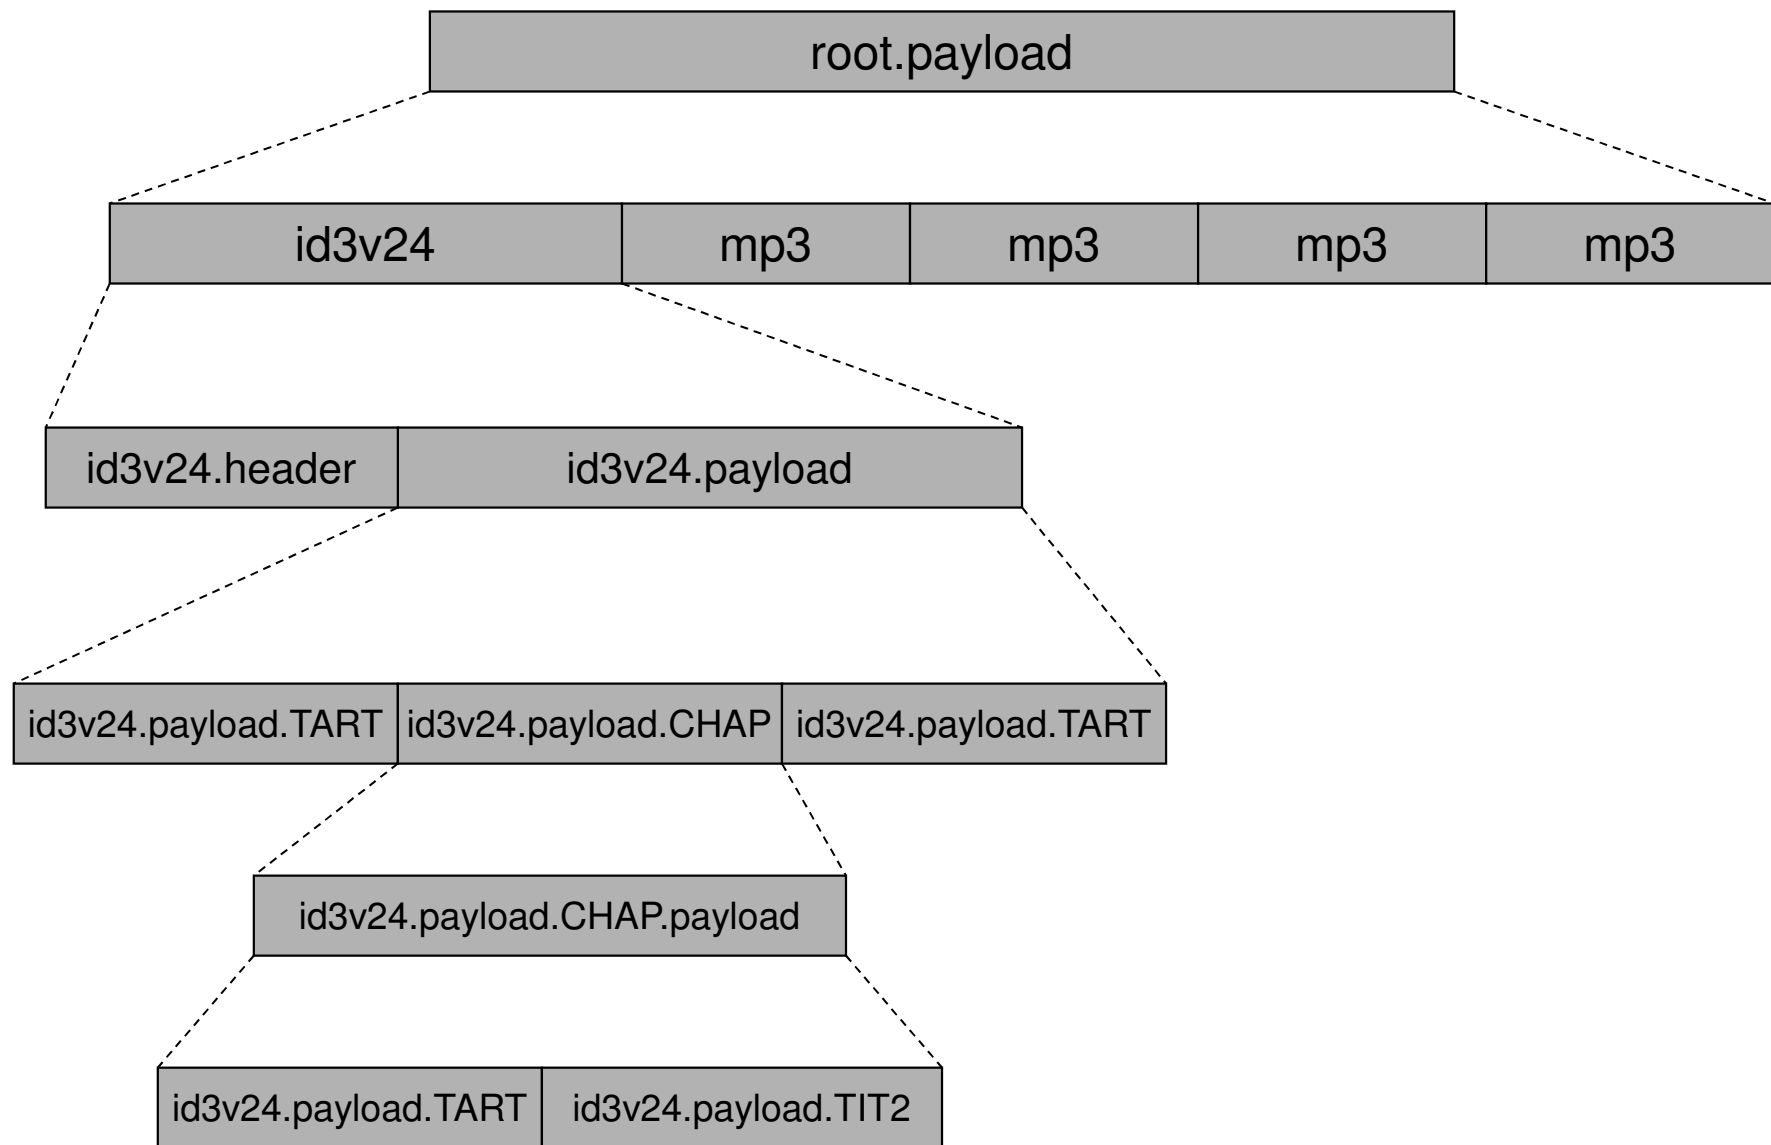 root.payload
id3v24 mp3 mp3 mp3 mp3
id3v24.header id3v24.payload
id3v24.payload.TART id3v24.payload.CHAP id3v24.payload.TART
id3v24.payload.CHAP.payload
id3v24.payload.TART id3v24.payload.TIT2